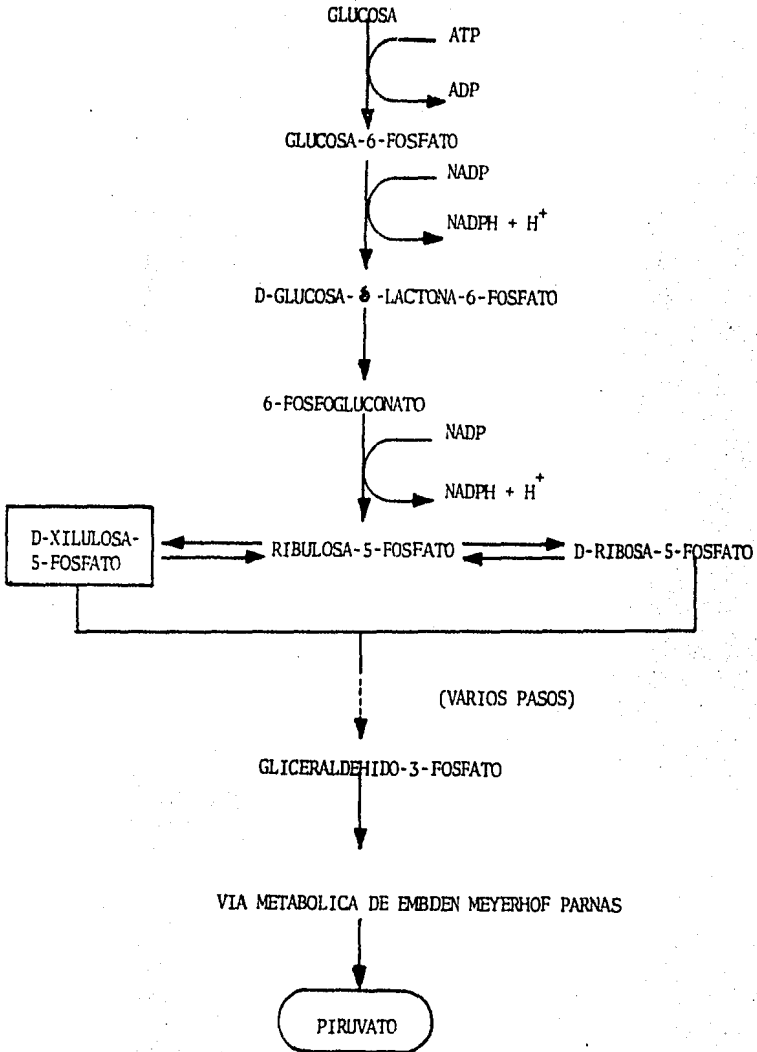 GLUCOSA
ATP
ADP
GLUCOSA-6-FOSFATO
NADP
NADPH + H+
D-GLUCOSA-δ-LACTONA-6-FOSFATO
6-FOSFOGLUCONATO
NADP
NADPH + H+
D-XILULOSA-
5-FOSFATO
RIBULOSA-5-FOSFATO
D-RIBOSA-5-FOSFATO
(VARIOS PASOS)
GLICERALDEHIDO-3-FOSFATO
VIA METABOLICA DE EMBDEN MEYERHOF PARNAS
PIRUVATO